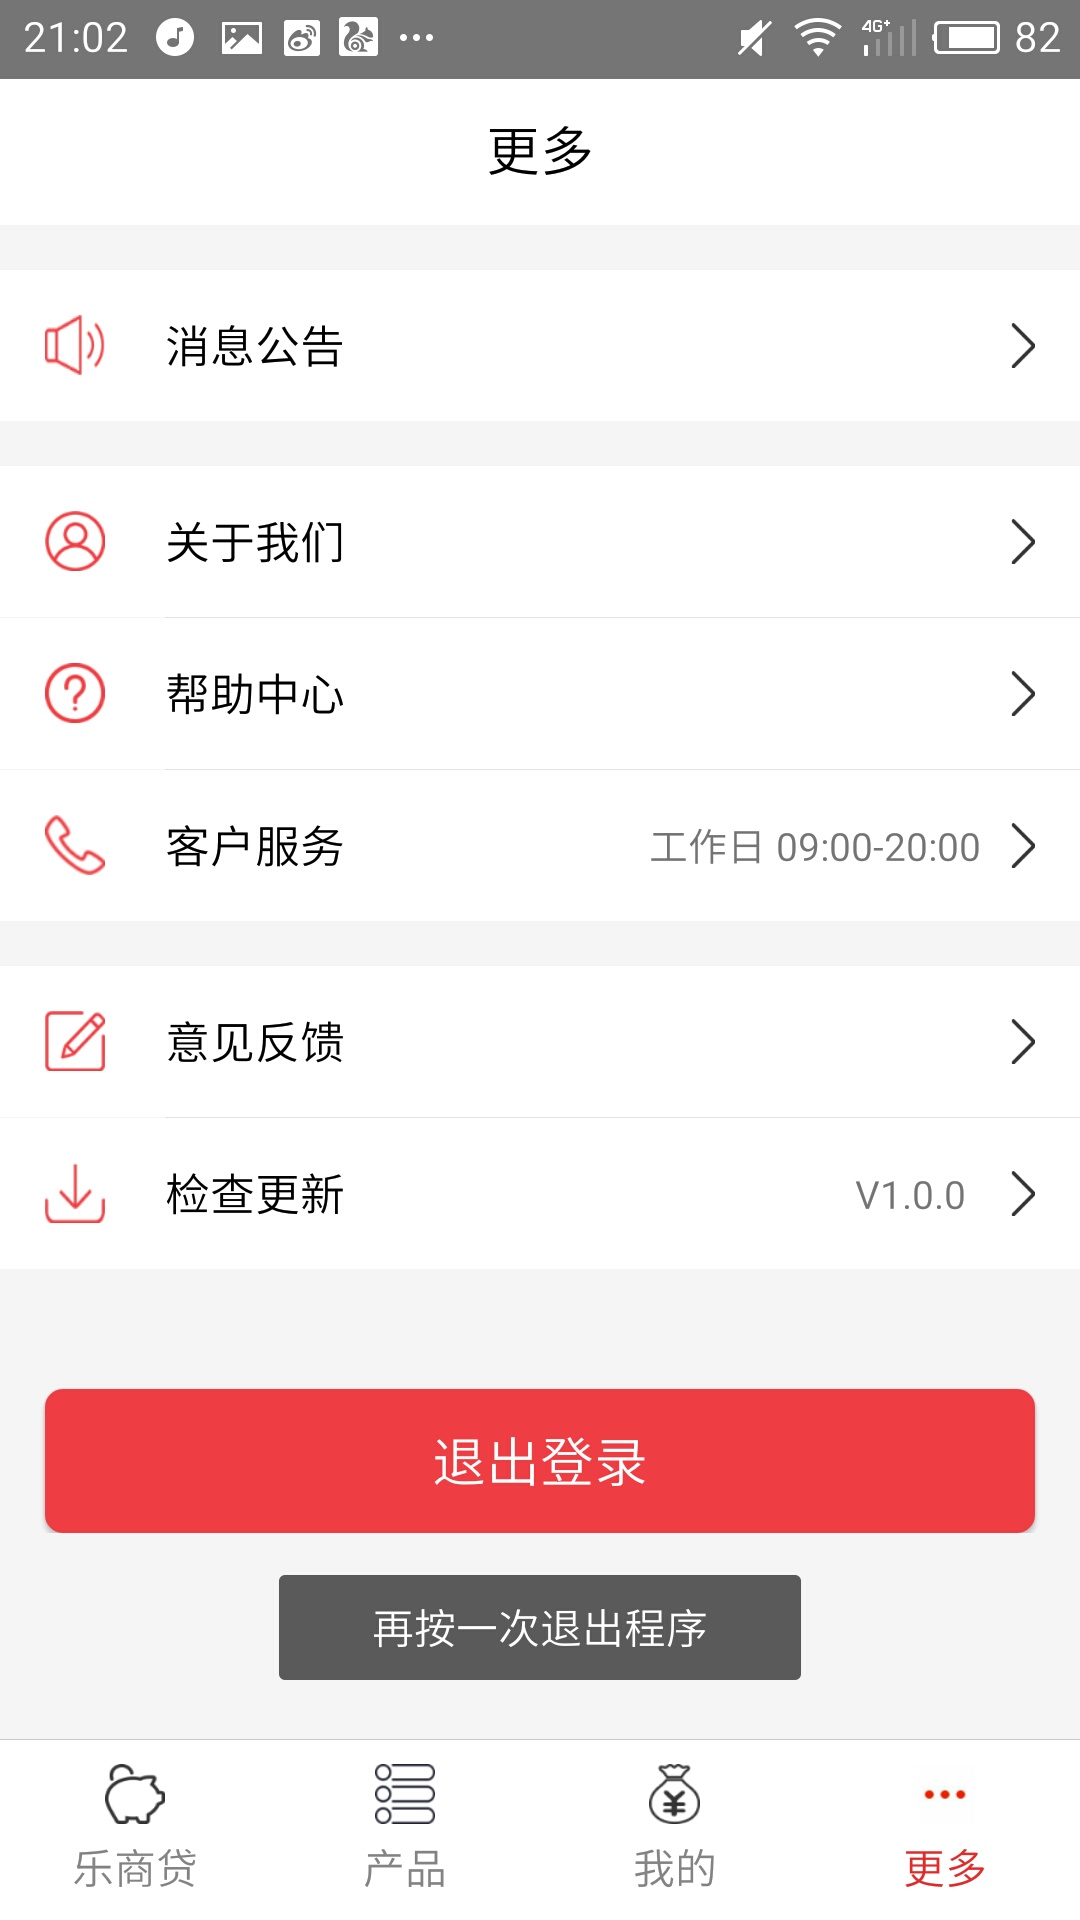 21:02
4G+
82
更多
消息公告
关于我们
帮助中心
客户服务 工作日 09:00-20:00
意见反馈
检查更新 V1.0.0
退出登录
再按一次退出程序
乐商贷 产品 我的 更多